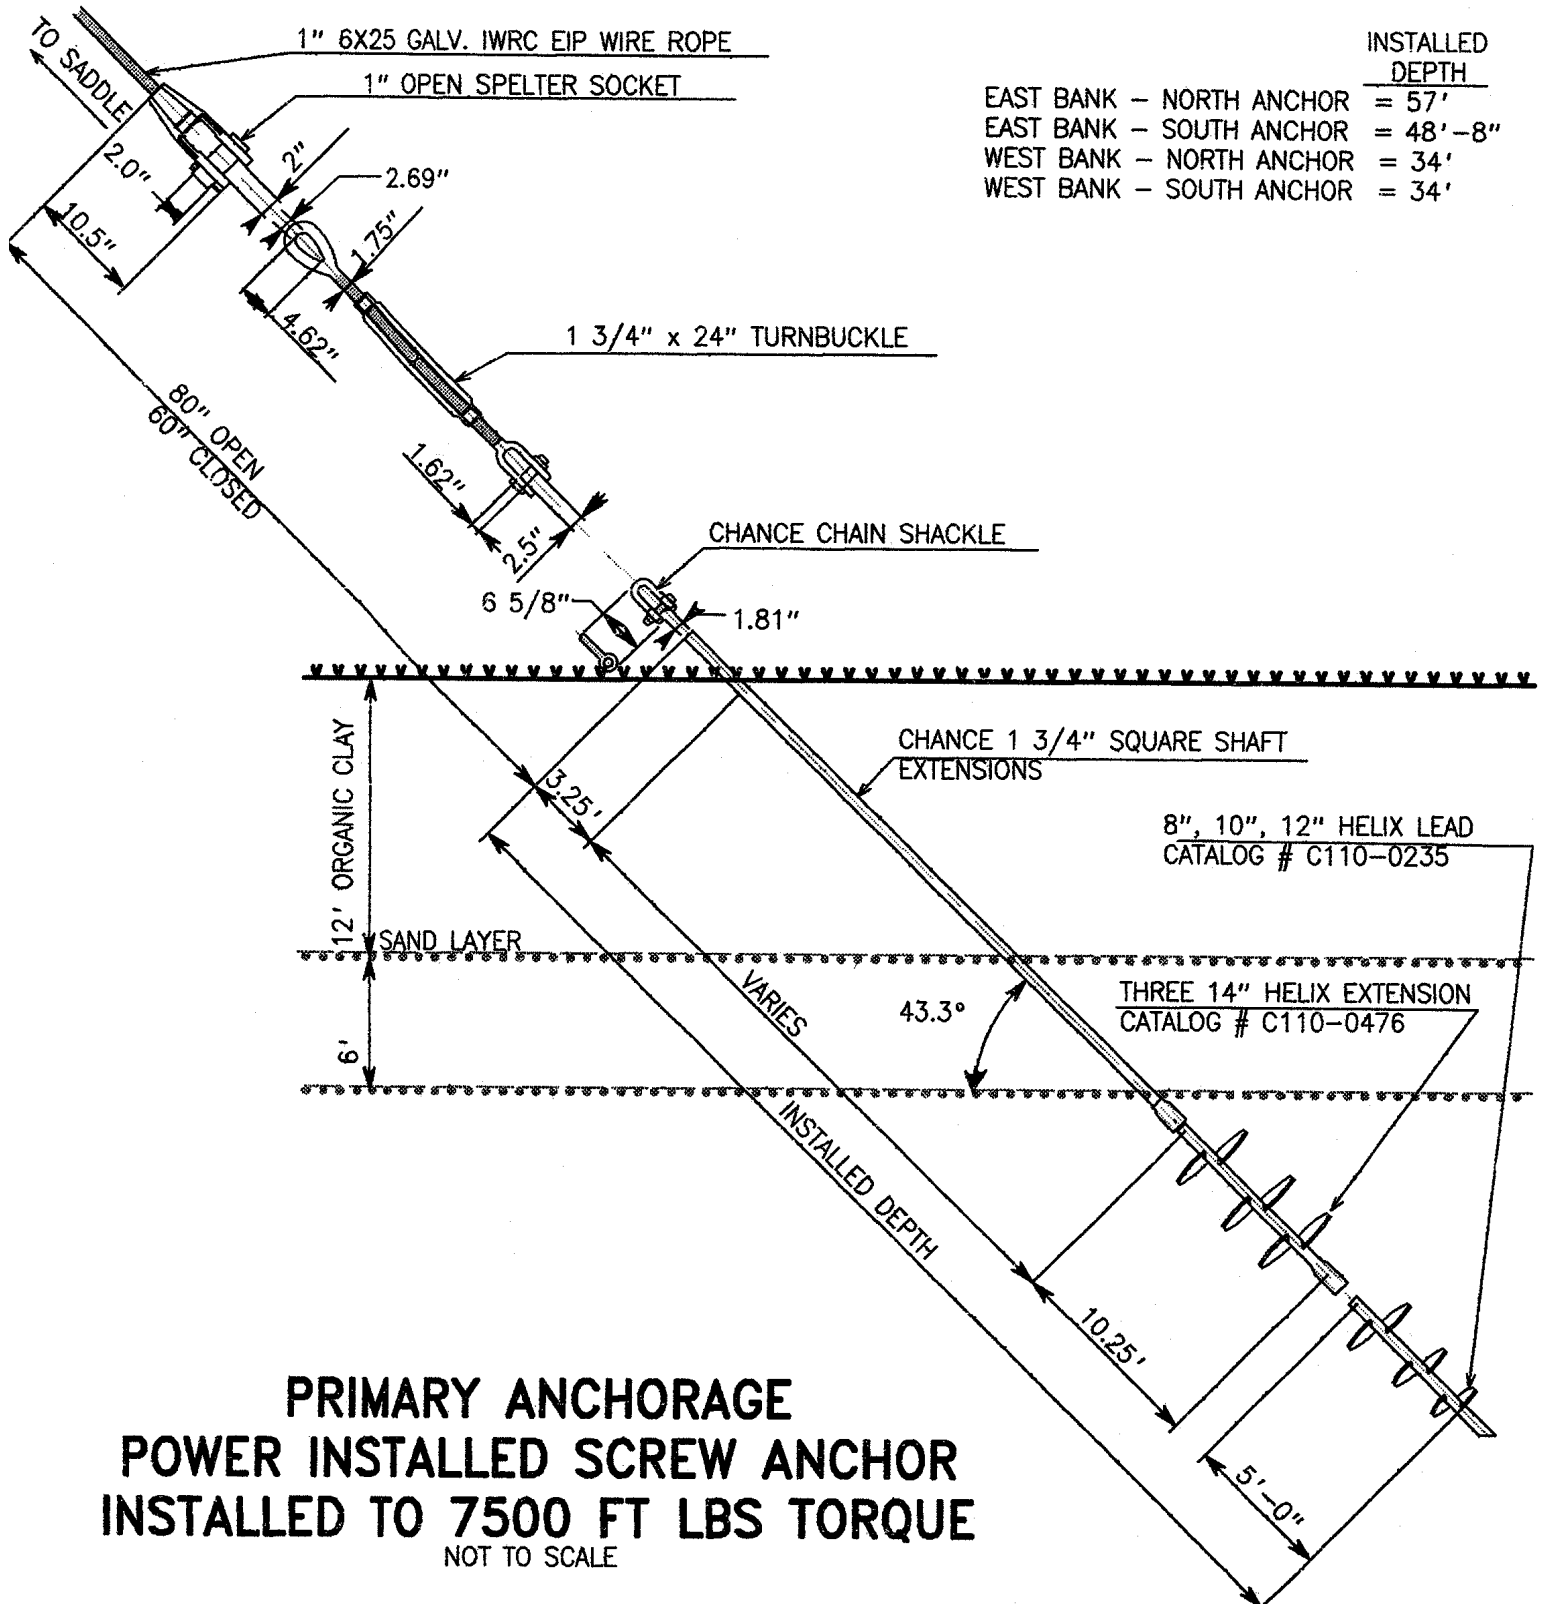 TO SADDLE
1" 6X25 GALV. IWRC EIP WIRE ROPE
1" OPEN SPELTER SOCKET
INSTALLED
DEPTH
EAST BANK – NORTH ANCHOR = 57'
EAST BANK – SOUTH ANCHOR = 48'-8"
WEST BANK – NORTH ANCHOR = 34'
WEST BANK – SOUTH ANCHOR = 34'
2.0"
2"
2.69"
10.5"
1.75"
4.62"
1 3/4" x 24" TURNBUCKLE
80" OPEN
60" CLOSED
1.62"
2.5"
CHANCE CHAIN SHACKLE
6 5/8"
1.81"
12' ORGANIC CLAY
CHANCE 1 3/4" SQUARE SHAFT
EXTENSIONS
3.25'
8", 10", 12" HELIX LEAD
CATALOG # C110-0235
SAND LAYER
VARIES
43.3°
THREE 14" HELIX EXTENSION
CATALOG # C110-0476
6'
INSTALLED DEPTH
10.25'
5'-0"
PRIMARY ANCHORAGE
POWER INSTALLED SCREW ANCHOR
INSTALLED TO 7500 FT LBS TORQUE
NOT TO SCALE